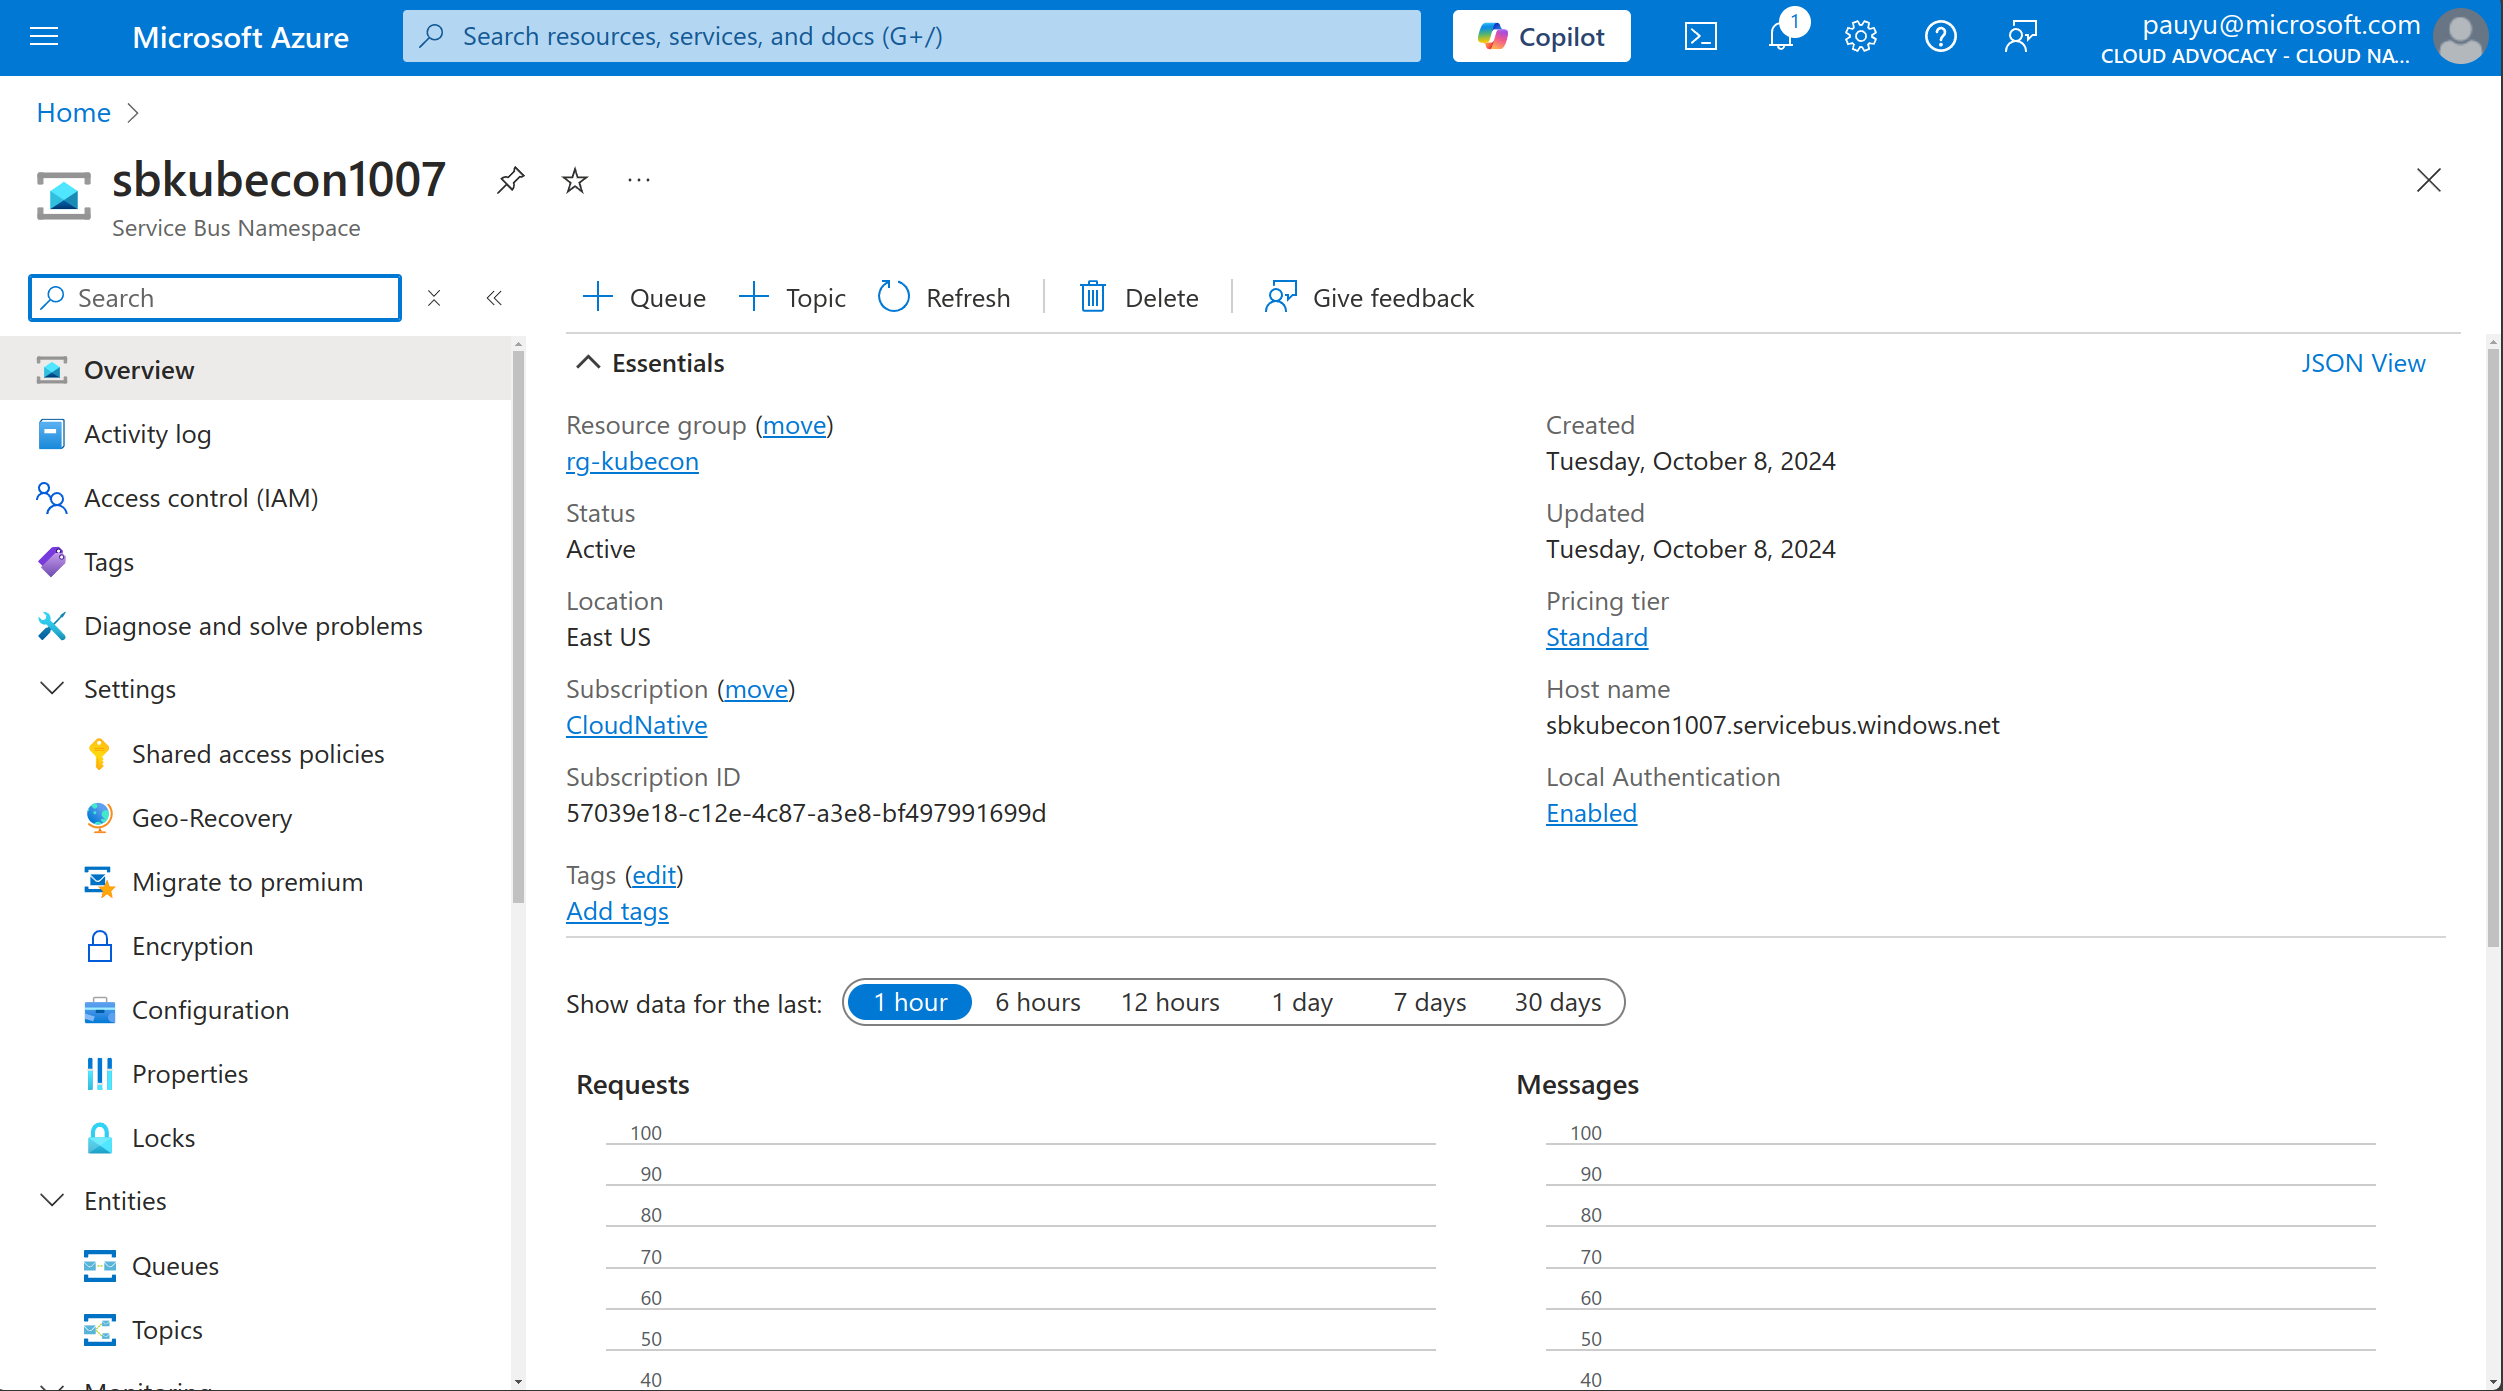 Microsoft Azure
Search resources, services, and docs (G+/)
Copilot
1
pauyu@microsoft.com
CLOUD ADVOCACY - CLOUD NA...
Home
sbkubecon1007
Service Bus Namespace
Search
Queue
Topic
Refresh
Delete
Give feedback
Overview
Activity log
Access control (IAM)
Tags
Diagnose and solve problems
Settings
Shared access policies
Geo-Recovery
Migrate to premium
Encryption
Configuration
Properties
Locks
Entities
Queues
Topics
Monitoring
Essentials
JSON View
Resource group (move)
rg-kubecon
Status
Active
Location
East US
Subscription (move)
CloudNative
Subscription ID
57039e18-c12e-4c87-a3e8-bf497991699d
Tags (edit)
Add tags
Created
Tuesday, October 8, 2024
Updated
Tuesday, October 8, 2024
Pricing tier
Standard
Host name
sbkubecon1007.servicebus.windows.net
Local Authentication
Enabled
Show data for the last: 1 hour 6 hours 12 hours 1 day 7 days 30 days
Requests
100
90
80
70
60
50
40
Messages
100
90
80
70
60
50
40